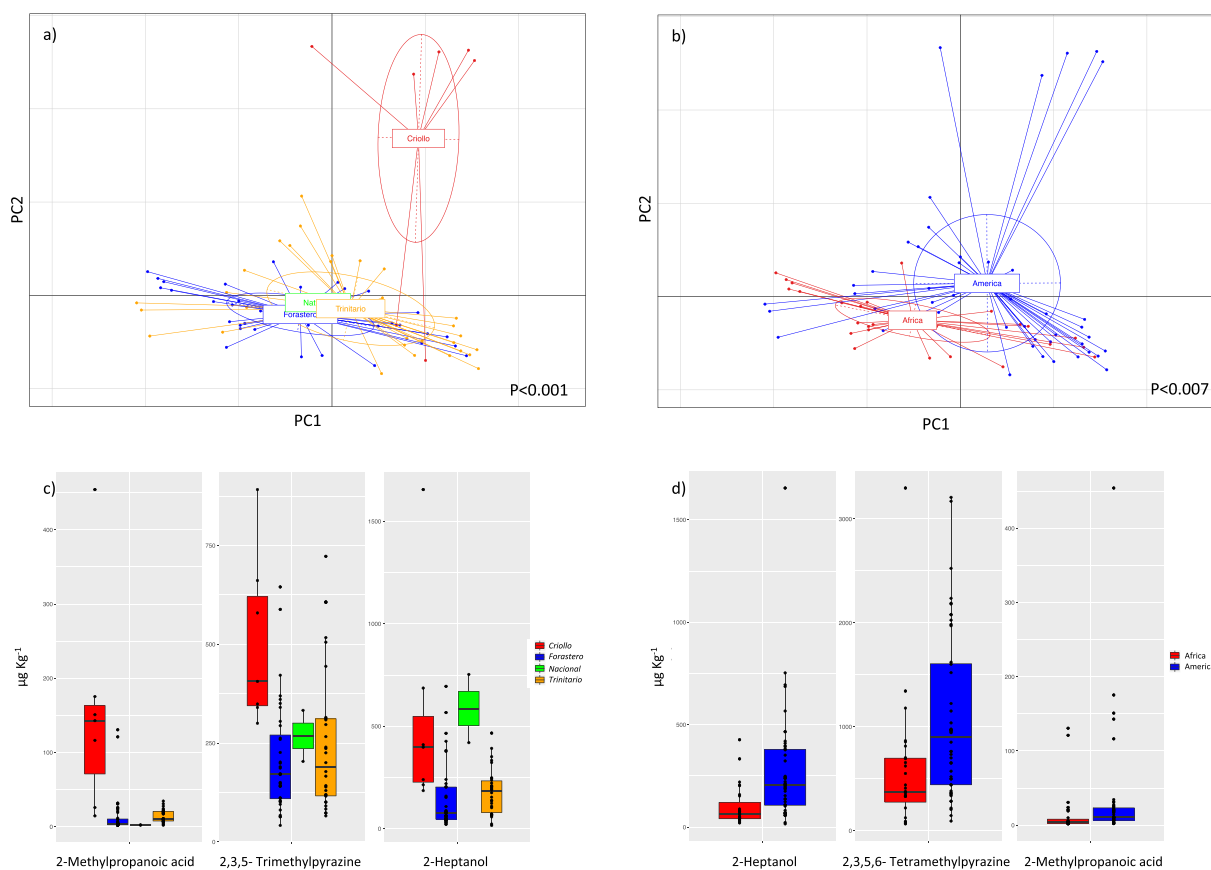 a)
Criollo
Nat
Forastero
Trinitario
PC2
P<0.001
PC1
b)
America
Africa
PC2
P<0.007
PC1
c)
400
300
200
100
0
750
500
250
0
1500
1000
500
0
µg Kg-1
Criollo
Forastero
Nacional
Trinitario
2-Methylpropanoic acid
2,3,5- Trimethylpyrazine
2-Heptanol
d)
1500
1000
500
0
3000
2000
1000
0
400
300
200
100
0
µg Kg-1
Africa
Americ
2-Heptanol
2,3,5,6- Tetramethylpyrazine
2-Methylpropanoic acid